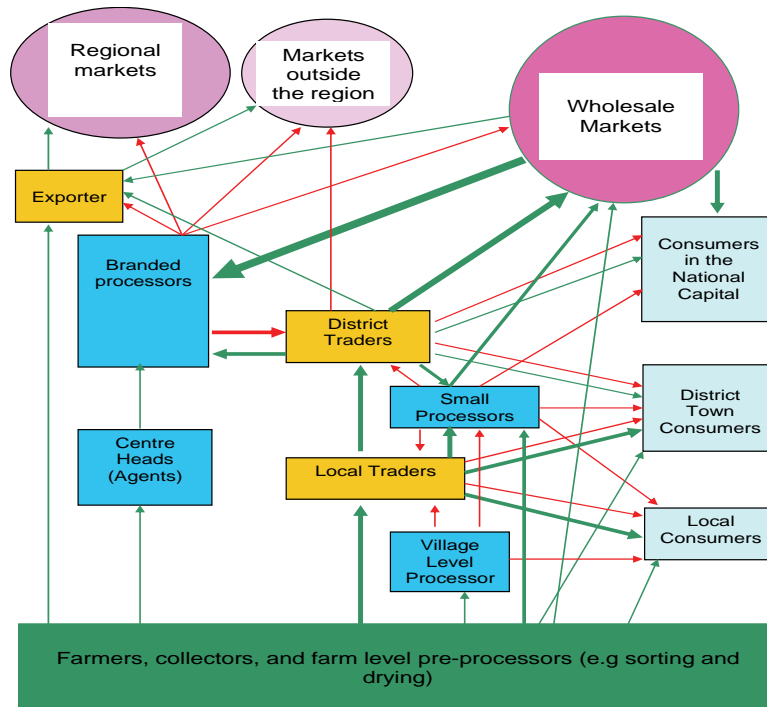 Regional
markets
Markets
outside
the region
Wholesale
Markets
Exporter
Branded
processors
Consumers
in the
National
Capital
District
Traders
Small
Processors
District
Town
Consumers
Centre
Heads
(Agents)
Local Traders
Local
Consumers
Village
Level
Processor
Farmers, collectors, and farm level pre-processors (e.g sorting and
drying)